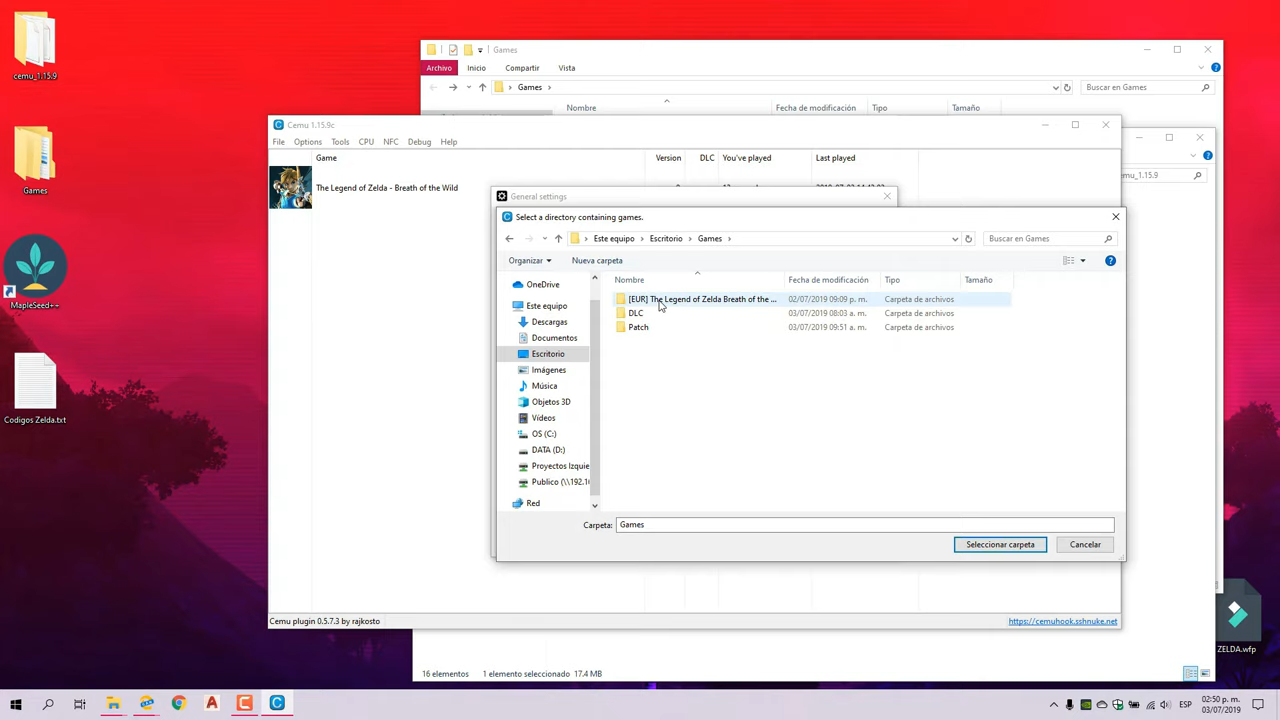 cemu_1.15.9
Games
MapleSeed++
Codigos Zelda.txt
Games
Archivo Inicio Compartir Vista
Games
Buscar en Games
Nombre Fecha de modificación Tipo Tamaño
Cemu 1.15.9c
File Options Tools CPU NFC Debug Help
Game Version DLC You've played Last played
The Legend of Zelda - Breath of the Wild
emu_1.15.9
General settings
Select a directory containing games.
Este equipo Escritorio Games
Buscar en Games
Organizar Nueva carpeta
Nombre Fecha de modificación Tipo Tamaño
[EUR] The Legend of Zelda Breath of the ... 02/07/2019 09:09 p. m. Carpeta de archivos
DLC 03/07/2019 08:03 a. m. Carpeta de archivos
Patch 03/07/2019 09:51 a. m. Carpeta de archivos
OneDrive
Este equipo
Descargas
Documentos
Escritorio
Imágenes
Música
Objetos 3D
Vídeos
OS (C:)
DATA (D:)
Proyectos Izquie
Publico (\\192.16
Red
Carpeta: Games
Seleccionar carpeta Cancelar
Cemu plugin 0.5.7.3 by rajkosto
https://cemuhook.sshnuke.net
ZELDA.wfp
16 elementos 1 elemento seleccionado 17.4 MB
ESP
02:50 p. m.
03/07/2019